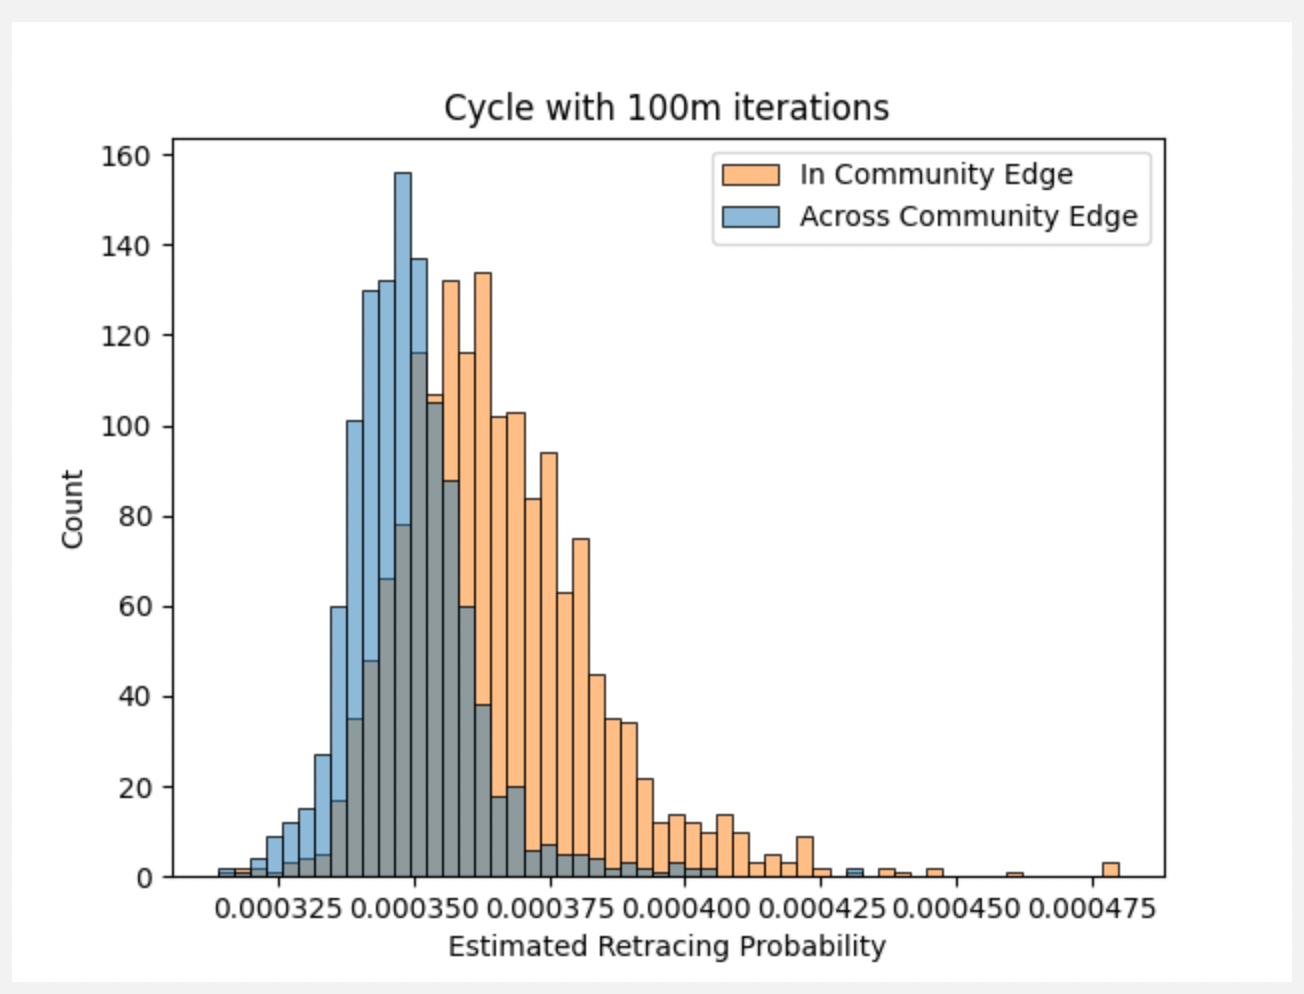 Cycle with 100m iterations
In Community Edge
Across Community Edge
160
140
120
100
80
60
40
20
0
Count
0.000325 0.000350 0.000375 0.000400 0.000425 0.000450 0.000475
Estimated Retracing Probability